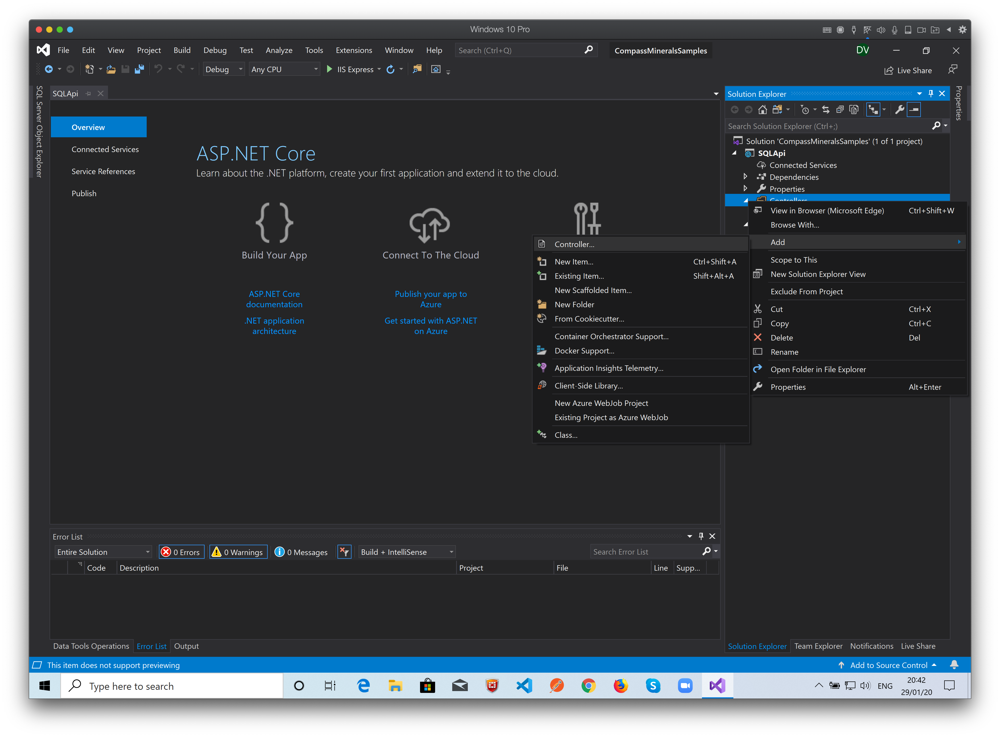 Windows 10 Pro
File Edit View Project Build Debug Test Analyze Tools Extensions Window Help Search (Ctrl+Q) CompassMineralsSamples DV
Debug Any CPU IIS Express Live Share
SQL Server Object Explorer
SQLApi
Overview
Connected Services
Service References
Publish
ASP.NET Core
Learn about the .NET platform, create your first application and extend it to the cloud.
Build Your App
Connect To The Cloud
ASP.NET Core
documentation
.NET application
architecture
Publish your app to
Azure
Get started with ASP.NET
on Azure
Solution Explorer
Properties
Search Solution Explorer (Ctrl+;)
Solution 'CompassMineralsSamples' (1 of 1 project)
SQLApi
Connected Services
Dependencies
Properties
Controllers
View in Browser (Microsoft Edge) Ctrl+Shift+W
Browse With...
Add
Scope to This
New Solution Explorer View
Exclude From Project
Cut Ctrl+X
Copy Ctrl+C
Delete Del
Rename
Open Folder in File Explorer
Properties Alt+Enter
Controller...
New Item... Ctrl+Shift+A
Existing Item... Shift+Alt+A
New Scaffolded Item...
New Folder
From Cookiecutter...
Container Orchestrator Support...
Docker Support...
Application Insights Telemetry...
Client-Side Library...
New Azure WebJob Project
Existing Project as Azure WebJob
Class...
Error List
Entire Solution 0 Errors 0 Warnings 0 Messages Build + IntelliSense Search Error List
Code Description Project File Line Supp...
Data Tools Operations Error List Output
Solution Explorer Team Explorer Notifications Live Share
This item does not support previewing Add to Source Control
Type here to search
ENG
20:42
29/01/20